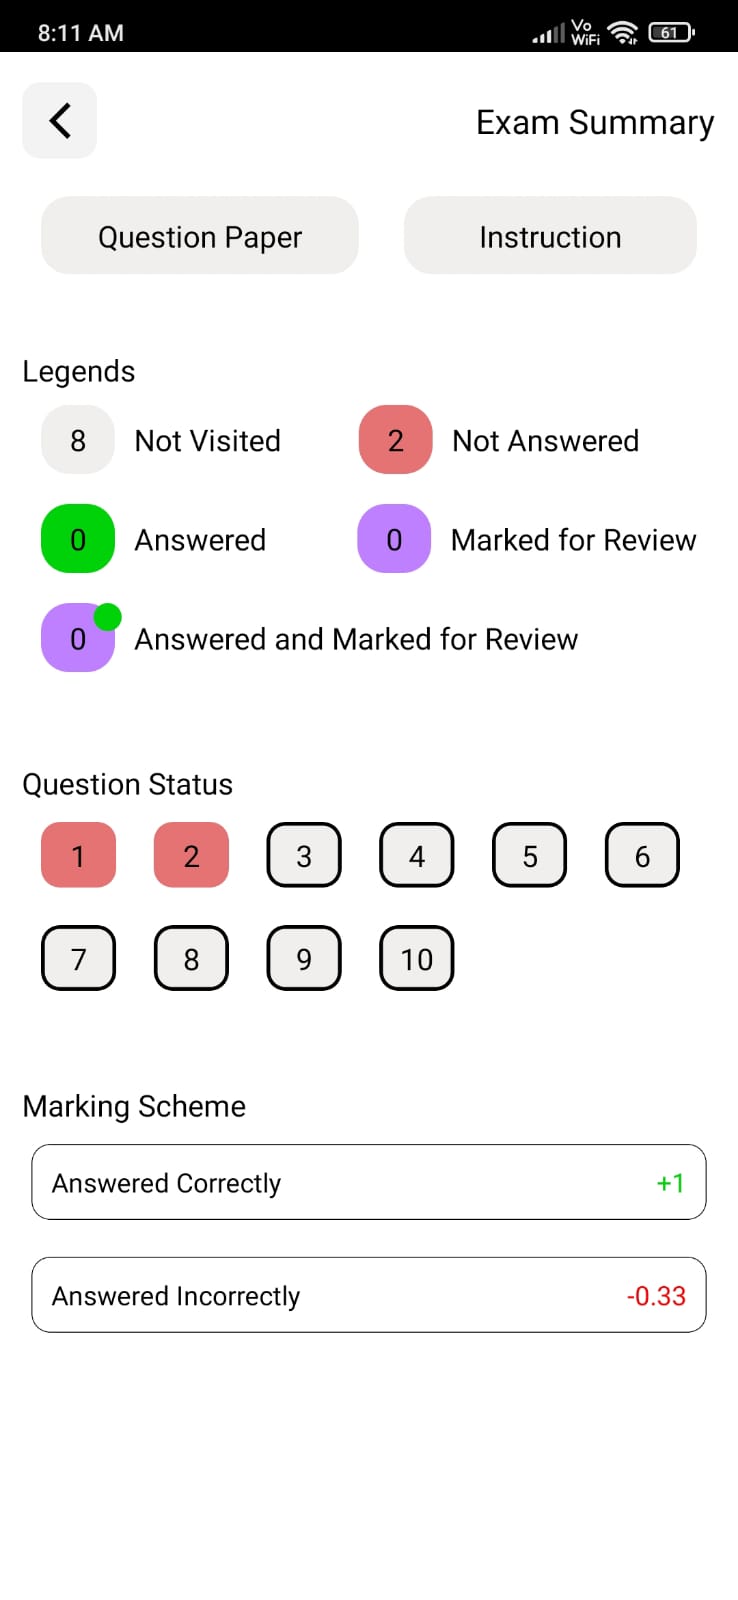 8:11 AM
Vo
WiFi
61
Exam Summary
Question Paper
Instruction
Legends
8 Not Visited
2 Not Answered
0 Answered
0 Marked for Review
0 Answered and Marked for Review
Question Status
1 2 3 4 5 6
7 8 9 10
Marking Scheme
Answered Correctly +1
Answered Incorrectly -0.33